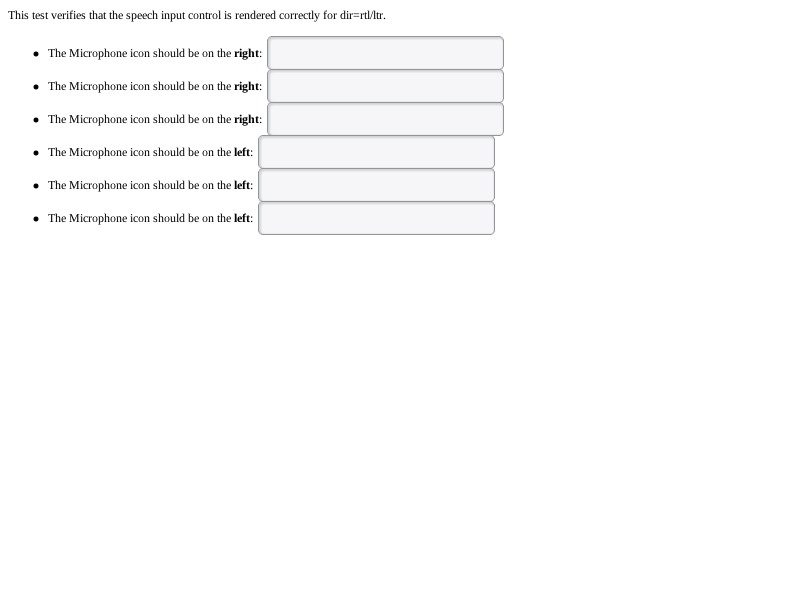 This test verifies that the speech input control is rendered correctly for dir=rtl/ltr.
The Microphone icon should be on the right:
The Microphone icon should be on the right:
The Microphone icon should be on the right:
The Microphone icon should be on the left:
The Microphone icon should be on the left:
The Microphone icon should be on the left: